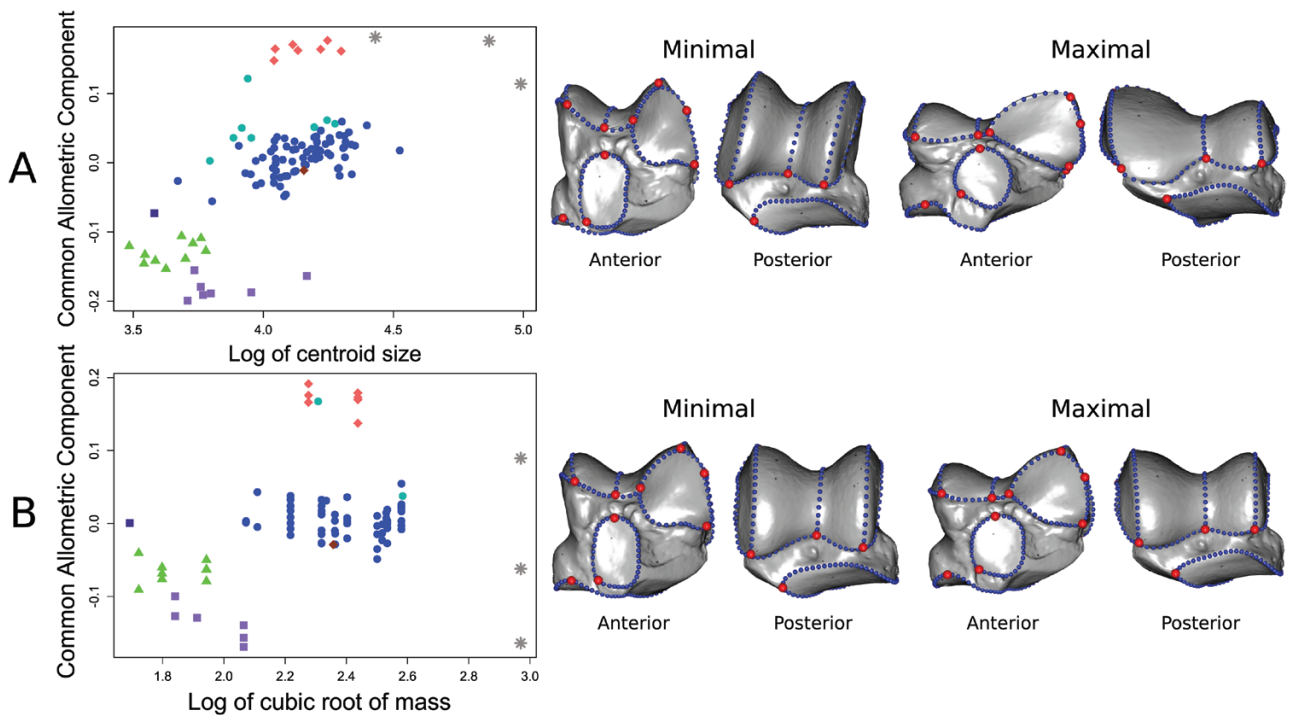 A
Common Allometric Component
0.1
0.0
-0.1
-0.2
3.5
4.0
4.5
5.0
Log of centroid size
Minimal
Maximal
Anterior
Posterior
Anterior
Posterior
B
Common Allometric Component
0.2
0.1
0.0
-0.1
1.8
2.0
2.2
2.4
2.6
2.8
3.0
Log of cubic root of mass
Minimal
Maximal
Anterior
Posterior
Anterior
Posterior